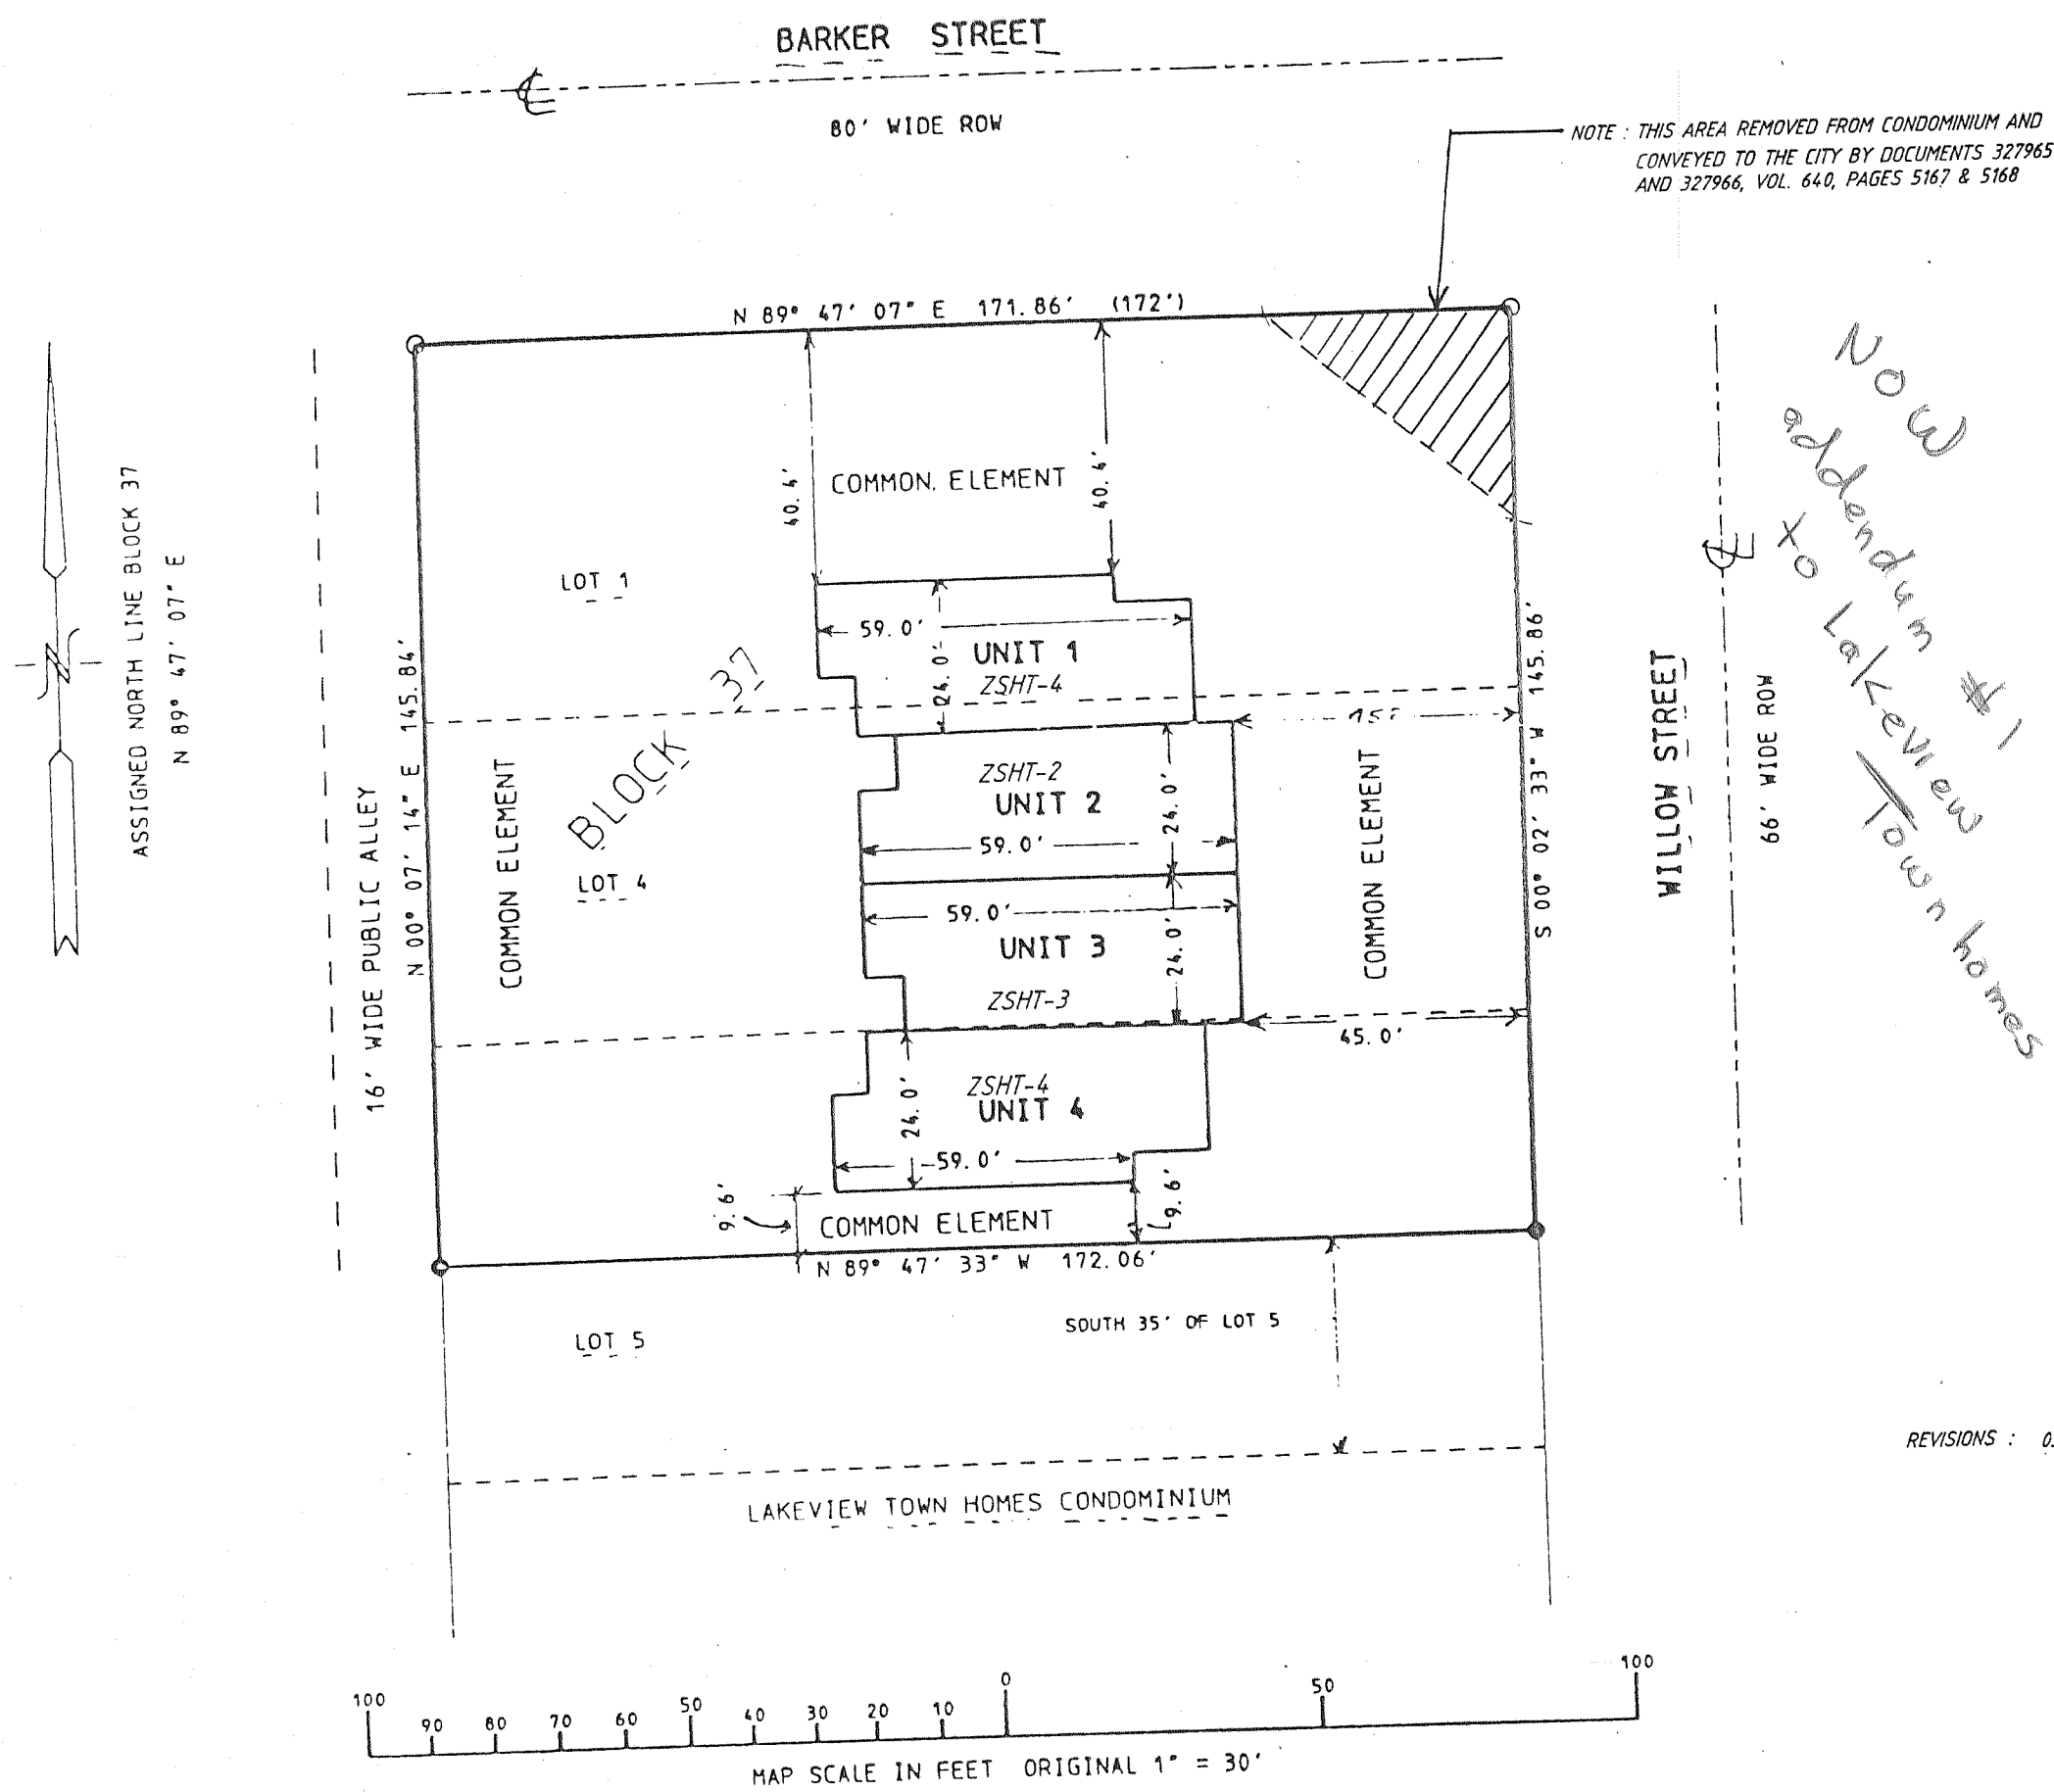 BARKER STREET
80' WIDE ROW
NOTE : THIS AREA REMOVED FROM CONDOMINIUM AND
CONVEYED TO THE CITY BY DOCUMENTS 327965
AND 327966, VOL. 640, PAGES 5167 & 5168
N 89° 47' 07" E 171.86' (172')
NOW
addendum #1
to Lakeview
Town homes
ASSIGNED NORTH LINE BLOCK 37
N 89° 47' 07" E
N
16' WIDE PUBLIC ALLEY
N 00° 07' 14" E 145.84'
40.4'
COMMON. ELEMENT
40.4'
LOT 1
59.0'
24.0'
UNIT 1
ZSHT-4
BLOCK 37
COMMON ELEMENT
LOT 4
ZSHT-2
UNIT 2
24.0'
59.0'
59.0'
UNIT 3
24.0'
ZSHT-3
COMMON ELEMENT
45.0'
S 00° 02' 33" W 145.86'
WILLOW STREET
66' WIDE ROW
ZSHT-4
UNIT 4
24.0'
59.0'
9.6'
COMMON ELEMENT
9.6'
N 89° 47' 33" W 172.06'
LOT 5
SOUTH 35' OF LOT 5
REVISIONS :
LAKEVIEW TOWN HOMES CONDOMINIUM
100 90 80 70 60 50 40 30 20 10 0 50 100
MAP SCALE IN FEET ORIGINAL 1" = 30'